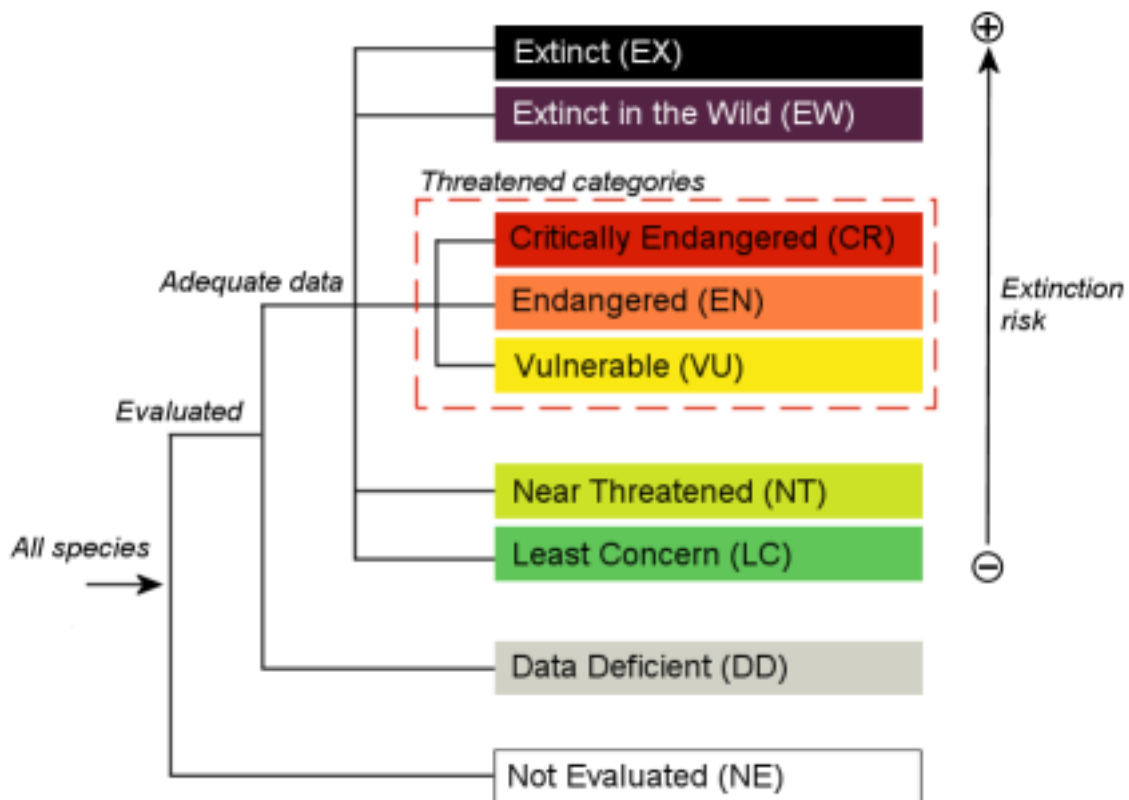 Extinct (EX)
Extinct in the Wild (EW)
Threatened categories
Critically Endangered (CR)
Adequate data
Endangered (EN)
Extinction
risk
Vulnerable (VU)
Evaluated
Near Threatened (NT)
All species
Least Concern (LC)
Data Deficient (DD)
Not Evaluated (NE)